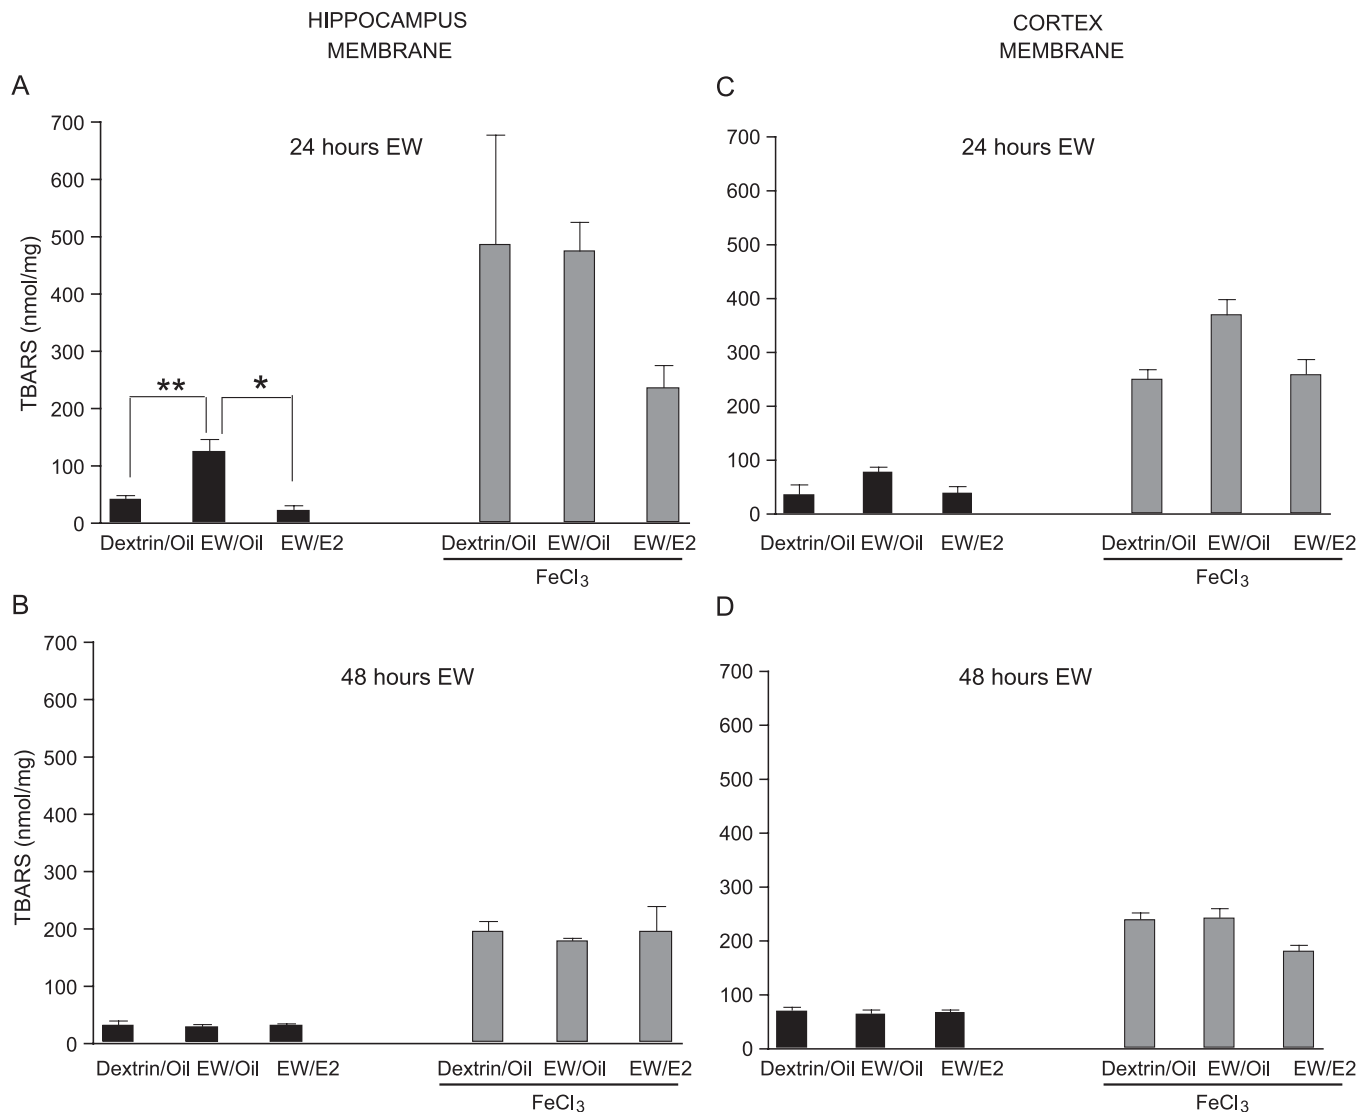 HIPPOCAMPUS
MEMBRANE
CORTEX
MEMBRANE
A
700
600
500
400
300
200
100
0
TBARS (nmol/mg)
24 hours EW
**
*
Dextrin/Oil EW/Oil EW/E2
Dextrin/Oil EW/Oil EW/E2
FeCl3
C
700
600
500
400
300
200
100
0
24 hours EW
Dextrin/Oil EW/Oil EW/E2
Dextrin/Oil EW/Oil EW/E2
FeCl3
B
700
600
500
400
300
200
100
0
TBARS (nmol/mg)
48 hours EW
Dextrin/Oil EW/Oil EW/E2
Dextrin/Oil EW/Oil EW/E2
FeCl3
D
700
600
500
400
300
200
100
0
48 hours EW
Dextrin/Oil EW/Oil EW/E2
Dextrin/Oil EW/Oil EW/E2
FeCl3